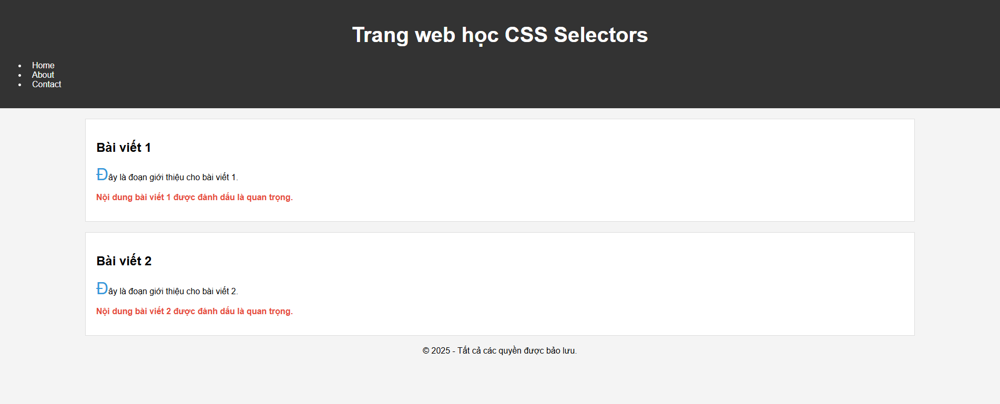 Trang web học CSS Selectors
Home
About
Contact
Bài viết 1
Đây là đoạn giới thiệu cho bài viết 1.
Nội dung bài viết 1 được đánh dấu là quan trọng.
Bài viết 2
Đây là đoạn giới thiệu cho bài viết 2.
Nội dung bài viết 2 được đánh dấu là quan trọng.
© 2025 - Tất cả các quyền được bảo lưu.